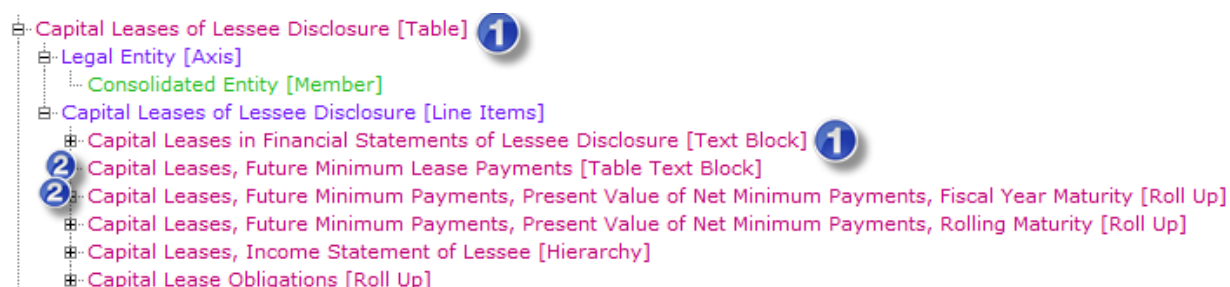 Capital Leases of Lessee Disclosure [Table] 1
Legal Entity [Axis]
Consolidated Entity [Member]
Capital Leases of Lessee Disclosure [Line Items]
Capital Leases in Financial Statements of Lessee Disclosure [Text Block] 1
2 Capital Leases, Future Minimum Lease Payments [Table Text Block]
2 Capital Leases, Future Minimum Payments, Present Value of Net Minimum Payments, Fiscal Year Maturity [Roll Up]
Capital Leases, Future Minimum Payments, Present Value of Net Minimum Payments, Rolling Maturity [Roll Up]
Capital Leases, Income Statement of Lessee [Hierarchy]
Capital Lease Obligations [Roll Up]